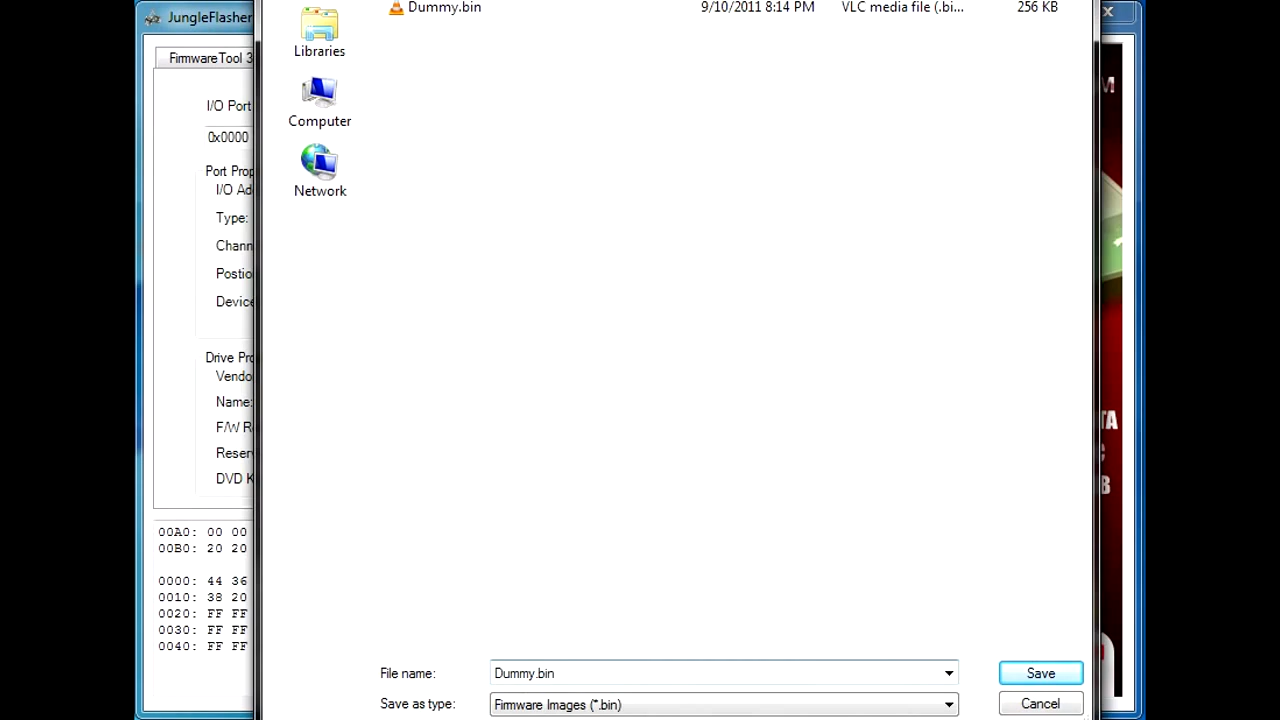 JungleFlasher
Dummy.bin 9/10/2011 8:14 PM VLC media file (.bi... 256 KB
Libraries
FirmwareTool 3
I/O Port
Computer
0x0000
Port Prop
I/O Ad
Network
Type:
Chann
Postio
Device
Drive Pro
Vendo
Name:
F/W R
Reser
DVD K
00A0: 00 00
00B0: 20 20
0000: 44 36
0010: 38 20
0020: FF FF
0030: FF FF
0040: FF FF
File name: Dummy.bin Save
Save as type: Firmware Images (*.bin) Cancel